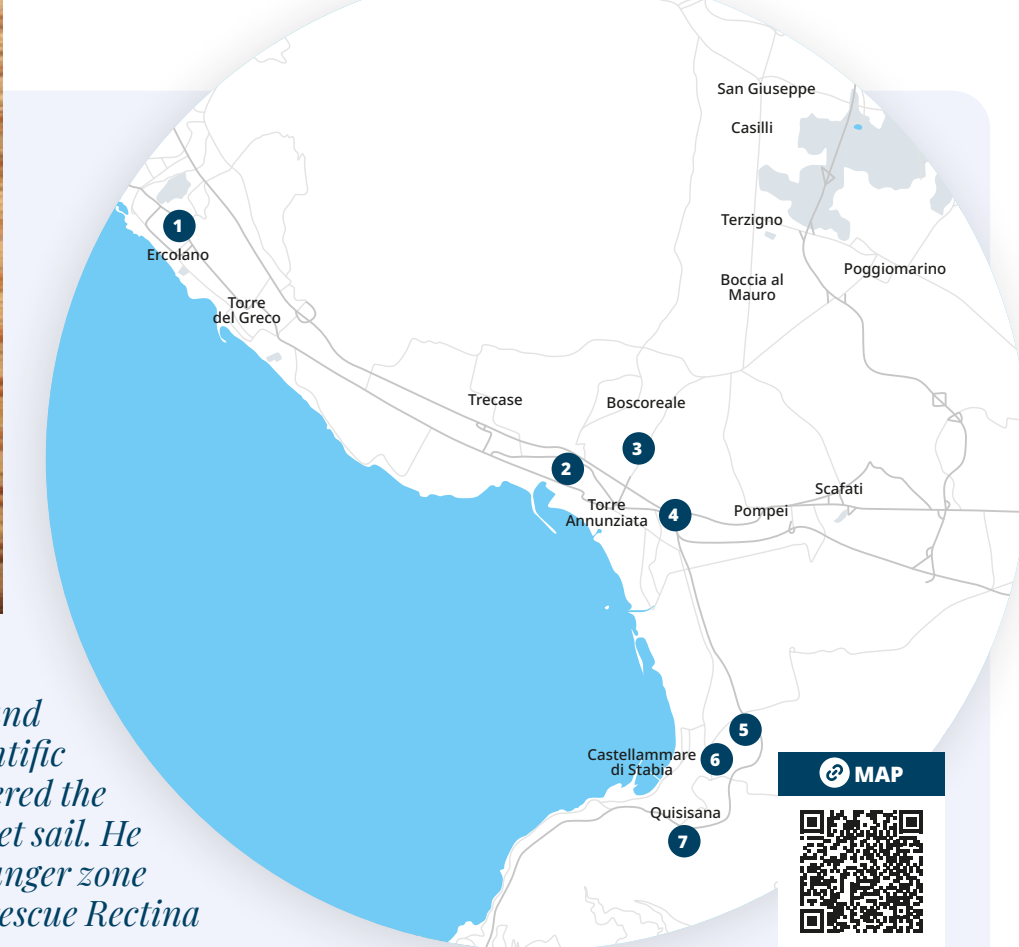 San Giuseppe
Casilli
1
Terzigno
Ercolano
Poggiomarino
Boccia al
Mauro
Torre
del Greco
Trecase
Boscoreale
3
2
Scafati
Torre
Annunziata
4
Pompei
nd
ntific
ered the
et sail. He
anger zone
rescue Rectina
5
Castellammare
di Stabia
6
MAP
Quisisana
7